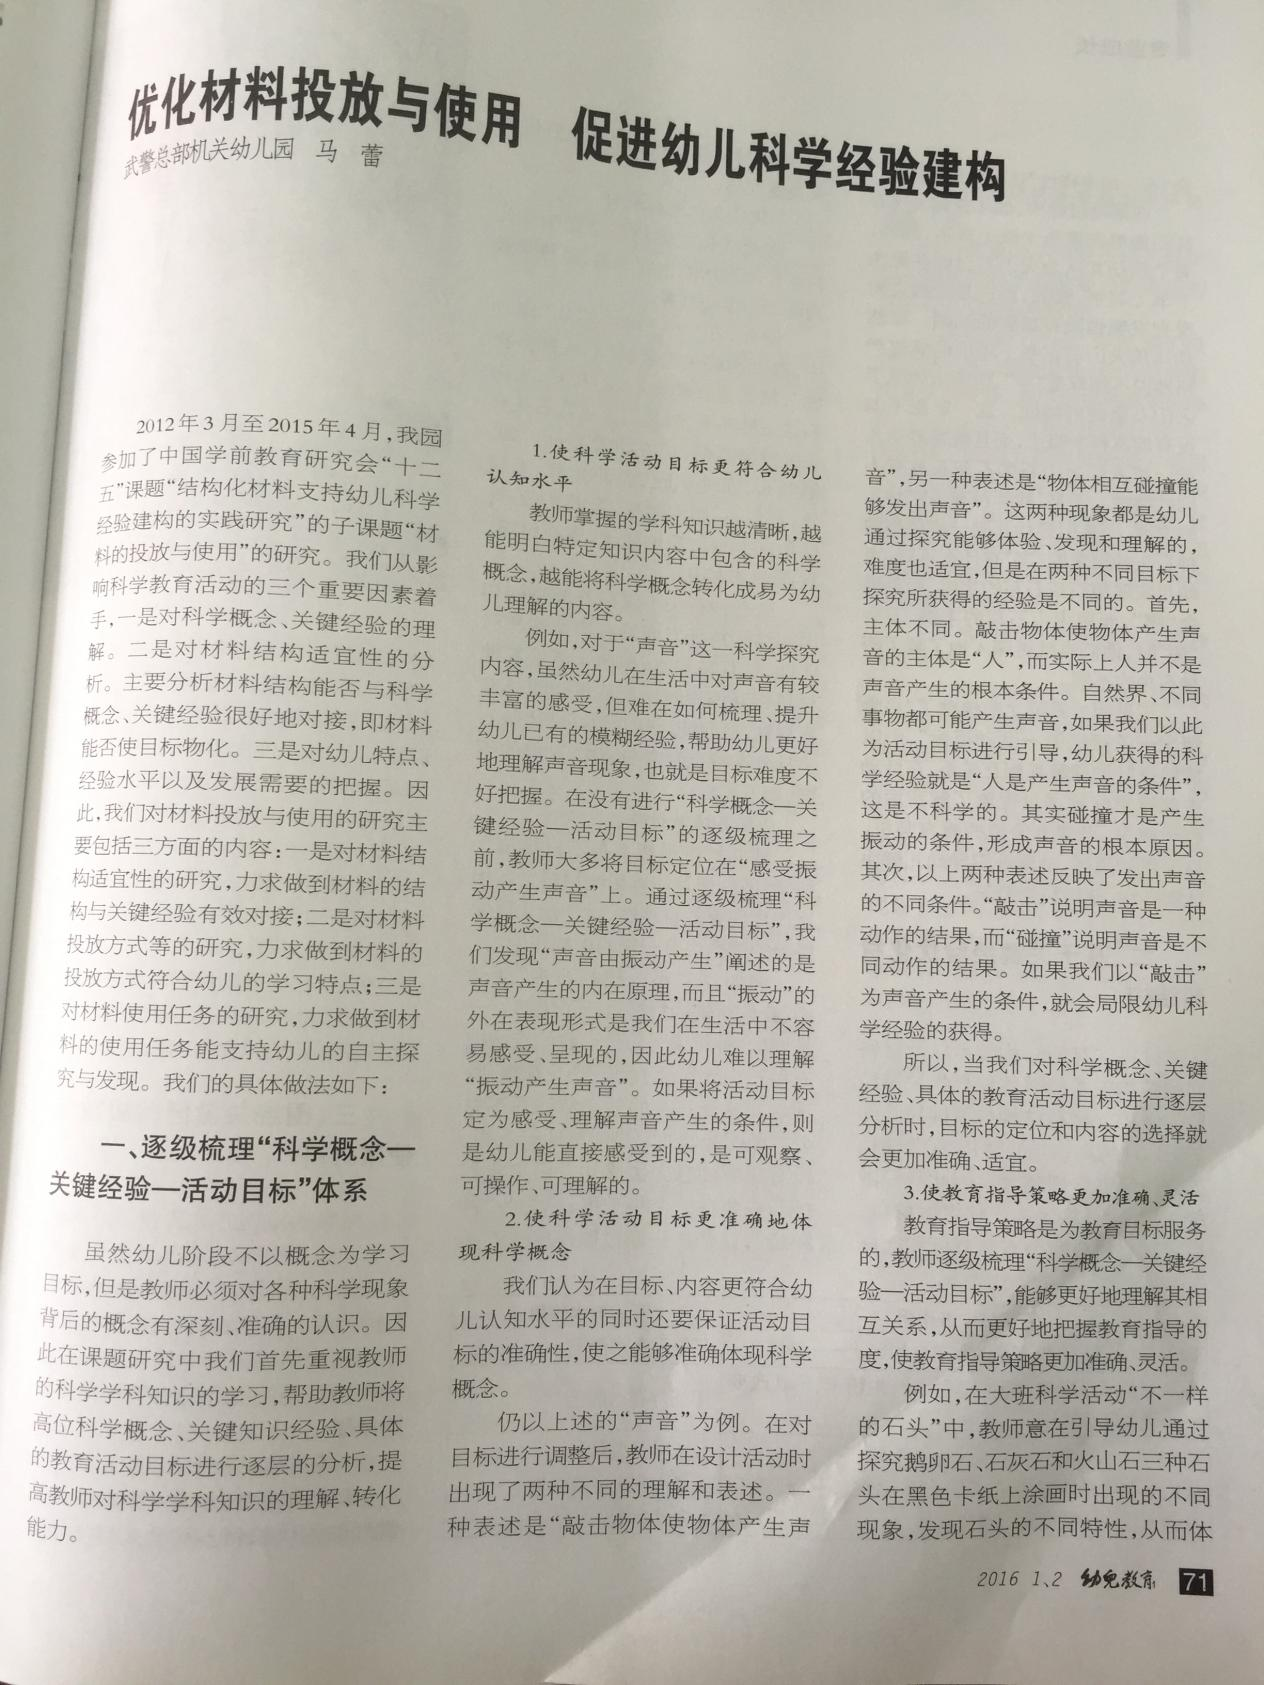 优化材料投放与使用　促进幼儿科学经验建构
武警总部机关幼儿园　马　蕾
2012年3月至2015年4月，我园
参加了中国学前教育研究会“十二
五”课题“结构化材料支持幼儿科学
经验建构的实践研究”的子课题“材
料的投放与使用”的研究。我们从影
响科学教育活动的三个重要因素着
手，一是对科学概念、关键经验的理
解。二是对材料结构适宜性的分
析。主要分析材料结构能否与科学
概念、关键经验很好地对接，即材料
能否使目标物化。三是对幼儿特点、
经验水平以及发展需要的把握。因
此，我们对材料投放与使用的研究主
要包括三方面的内容：一是对材料结
构适宜性的研究，力求做到材料的结
构与关键经验有效对接；二是对材料
投放方式等的研究，力求做到材料的
投放方式符合幼儿的学习特点；三是
对材料使用任务的研究，力求做到材
料的使用任务能支持幼儿的自主探
究与发现。我们的具体做法如下：
一、逐级梳理“科学概念—
关键经验—活动目标”体系
虽然幼儿阶段不以概念为学习
目标，但是教师必须对各种科学现象
背后的概念有深刻、准确的认识。因
此在课题研究中我们首先重视教师
的科学学科知识的学习，帮助教师将
高位科学概念、关键知识经验、具体
的教育活动目标进行逐层的分析，提
高教师对科学学科知识的理解、转化
能力。
1.使科学活动目标更符合幼儿
认知水平
教师掌握的学科知识越清晰，越
能明白特定知识内容中包含的科学
概念，越能将科学概念转化成易为幼
儿理解的内容。
例如，对于“声音”这一科学探究
内容，虽然幼儿在生活中对声音有较
丰富的感受，但难在如何梳理、提升
幼儿已有的模糊经验，帮助幼儿更好
地理解声音现象，也就是目标难度不
好把握。在没有进行“科学概念—关
键经验—活动目标”的逐级梳理之
前，教师大多将目标定位在“感受振
动产生声音”上。通过逐级梳理“科
学概念—关键经验—活动目标”，我
们发现“声音由振动产生”阐述的是
声音产生的内在原理，而且“振动”的
外在表现形式是我们在生活中不容
易感受、呈现的，因此幼儿难以理解
“振动产生声音”。如果将活动目标
定为感受、理解声音产生的条件，则
是幼儿能直接感受到的，是可观察、
可操作、可理解的。
2.使科学活动目标更准确地体
现科学概念
我们认为在目标、内容更符合幼
儿认知水平的同时还要保证活动目
标的准确性，使之能够准确体现科学
概念。
仍以上述的“声音”为例。在对
目标进行调整后，教师在设计活动时
出现了两种不同的理解和表述。一
种表述是“敲击物体使物体产生声
音”，另一种表述是“物体相互碰撞能
够发出声音”。这两种现象都是幼儿
通过探究能够体验、发现和理解的，
难度也适宜，但是在两种不同目标下
探究所获得的经验是不同的。首先，
主体不同。敲击物体使物体产生声
音的主体是“人”，而实际上人并不是
声音产生的根本条件。自然界、不同
事物都可能产生声音，如果我们以此
为活动目标进行引导，幼儿获得的科
学经验就是“人是产生声音的条件”，
这是不科学的。其实碰撞才是产生
振动的条件，形成声音的根本原因。
其次，以上两种表述反映了发出声音
的不同条件。“敲击”说明声音是一种
动作的结果，而“碰撞”说明声音是不
同动作的结果。如果我们以“敲击”
为声音产生的条件，就会局限幼儿科
学经验的获得。
所以，当我们对科学概念、关键
经验、具体的教育活动目标进行逐层
分析时，目标的定位和内容的选择就
会更加准确、适宜。
3.使教育指导策略更加准确、灵活
教育指导策略是为教育目标服务
的，教师逐级梳理“科学概念—关键经
验—活动目标”，能够更好地理解其相
互关系，从而更好地把握教育指导的
度，使教育指导策略更加准确、灵活。
例如，在大班科学活动“不一样
的石头”中，教师意在引导幼儿通过
探究鹅卵石、石灰石和火山石三种石
头在黑色卡纸上涂画时出现的不同
现象，发现石头的不同特性，从而体
2016 1、2 幼儿教育 71